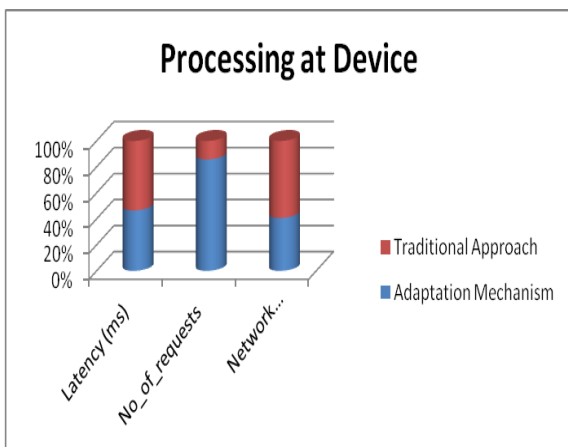 Processing at Device
100%
80%
60%
40%
20%
0%
Latency (ms)
No_of_requests
Network...
Traditional Approach
Adaptation Mechanism